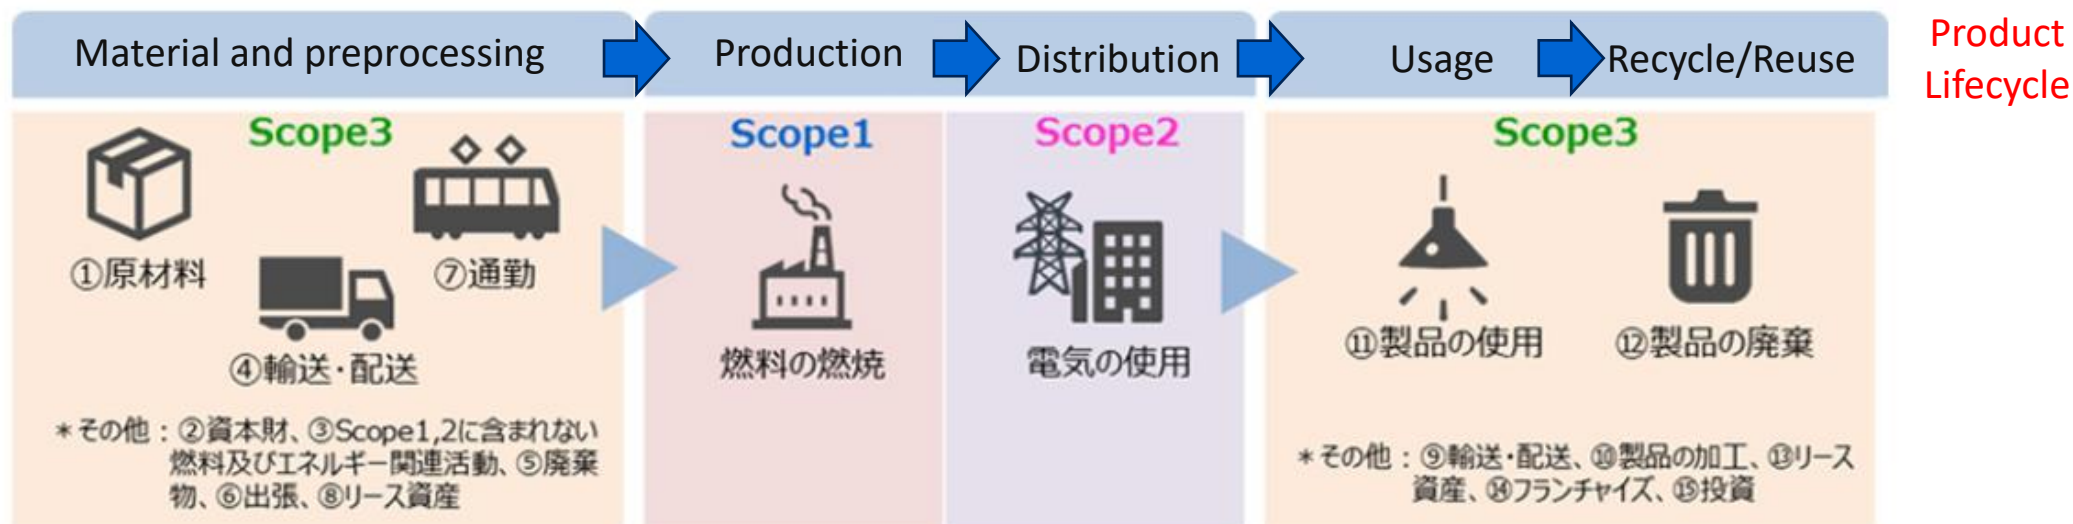 Material and preprocessing
Production
Distribution
Usage
Recycle/Reuse
Product
Lifecycle
Scope3
①原材料
⑦通勤
④輸送・配送
＊その他：②資本財、③Scope1,2に含まれない
燃料及びエネルギー関連活動、⑤廃棄
物、⑥出張、⑧リース資産
Scope1
燃料の燃焼
Scope2
電気の使用
Scope3
⑪製品の使用
⑫製品の廃棄
＊その他：⑨輸送・配送、⑩製品の加工、⑬リース
資産、⑭フランチャイズ、⑮投資